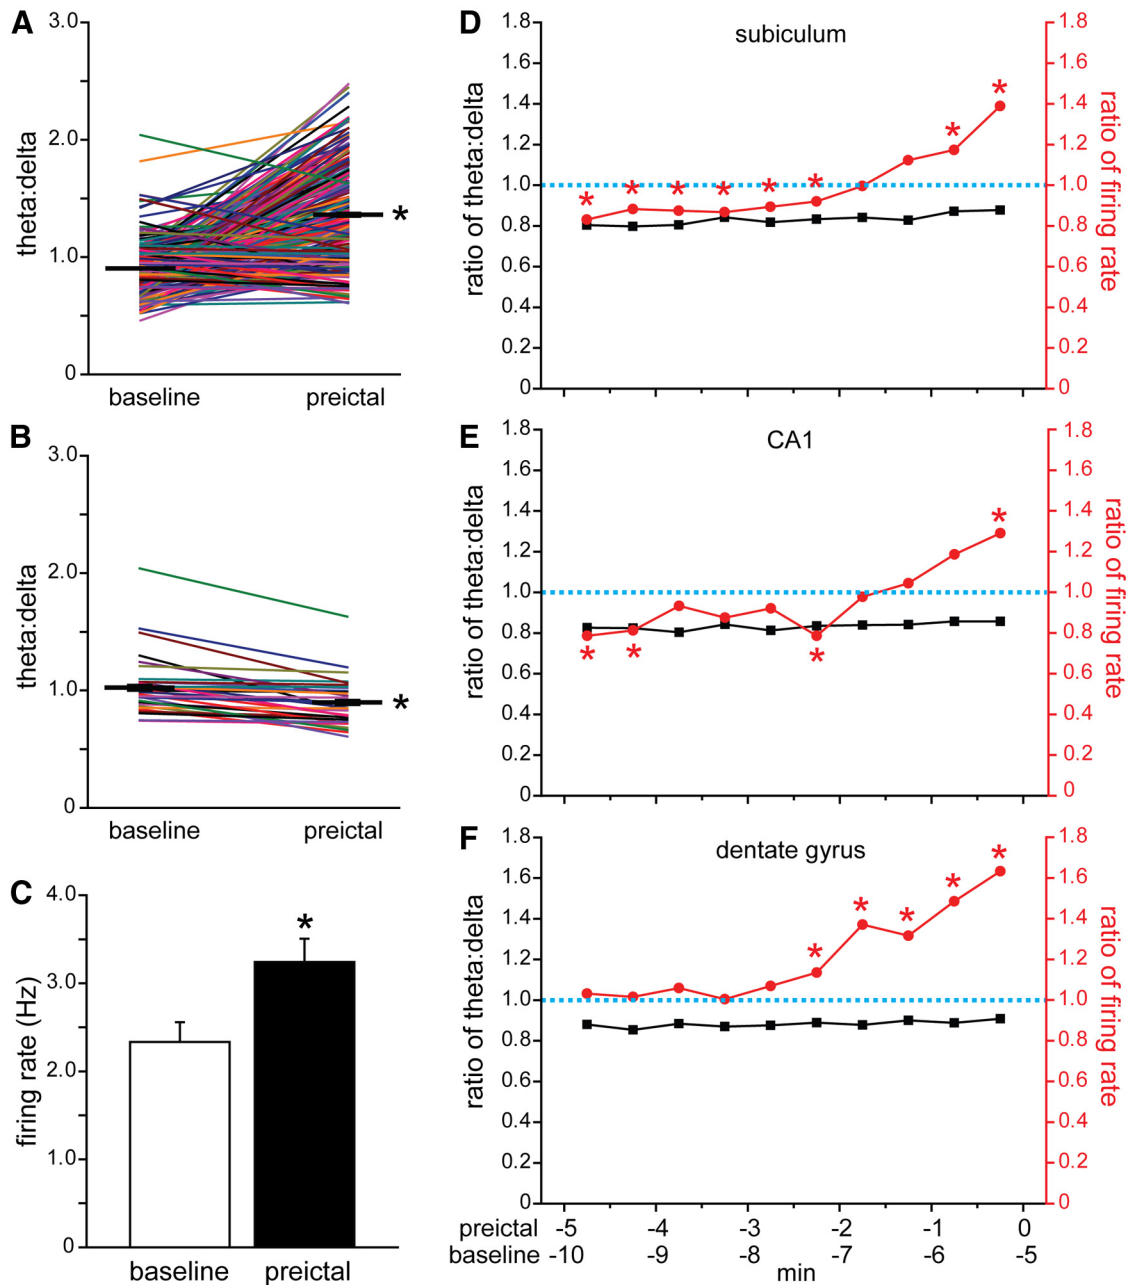 A
3.0
2.0
1.0
0
theta:delta
baseline preictal
*
B
3.0
2.0
1.0
0
theta:delta
baseline preictal
*
C
4.0
3.0
2.0
1.0
0
firing rate (Hz)
baseline preictal
*
D
subiculum
1.8 1.8
1.6 1.6
1.4 1.4
1.2 1.2
1.0 1.0
0.8 0.8
0.6 0.6
0.4 0.4
0.2 0.2
0 0
ratio of theta:delta
ratio of firing rate
* * * * * * * *
E
CA1
1.8 1.8
1.6 1.6
1.4 1.4
1.2 1.2
1.0 1.0
0.8 0.8
0.6 0.6
0.4 0.4
0.2 0.2
0 0
ratio of theta:delta
ratio of firing rate
* * * *
F
dentate gyrus
1.8 1.8
1.6 1.6
1.4 1.4
1.2 1.2
1.0 1.0
0.8 0.8
0.6 0.6
0.4 0.4
0.2 0.2
0 0
ratio of theta:delta
ratio of firing rate
* * * * *
preictal -5 -4 -3 -2 -1 0
baseline -10 -9 -8 -7 -6 -5
min